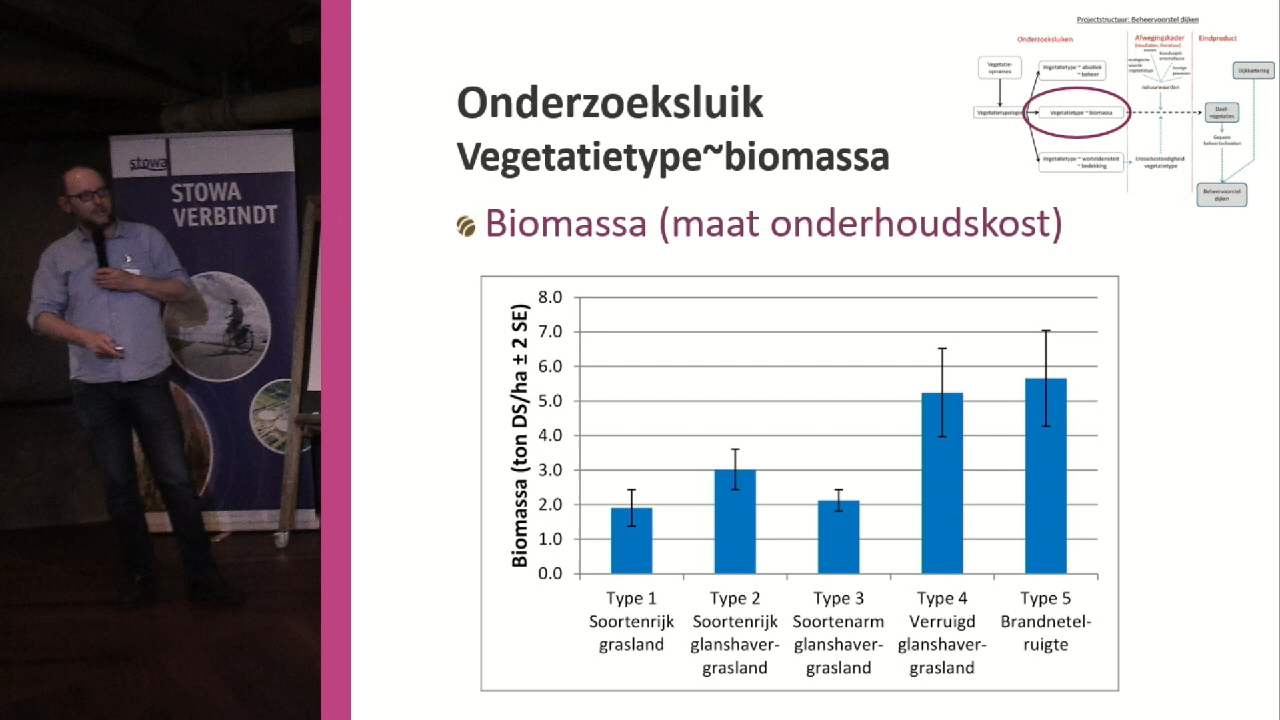 stowa
STOWA
VERBINDT
Projectstructuur: Beheervoorstel dijken
Onderzoeksluiken
Afwegingskader
(resultaten, literatuur)
Eindproduct
Vegetatie-
opnames
Vegetatietype ~ abiotiek
~ beheer
Dijkkartering
natuurwaarden
Vegetatietypologie
Vegetatietype ~ biomassa
Doel-
vegetaties
Gepaste
beheertechnieken
Vegetatietype ~ worteldensiteit
~ bedekking
Erosiebestendigheid
vegetatietype
Beheervoorstel
dijken
Onderzoeksluik
Vegetatietype~biomassa
Biomassa (maat onderhoudskost)
Biomassa (ton DS/ha ± 2 SE)
8.0
7.0
6.0
5.0
4.0
3.0
2.0
1.0
0.0
Type 1
Soortenrijk
grasland
Type 2
Soortenrijk
glanshaver-
grasland
Type 3
Soortenarm
glanshaver-
grasland
Type 4
Verruigd
glanshaver-
grasland
Type 5
Brandnetel-
ruigte